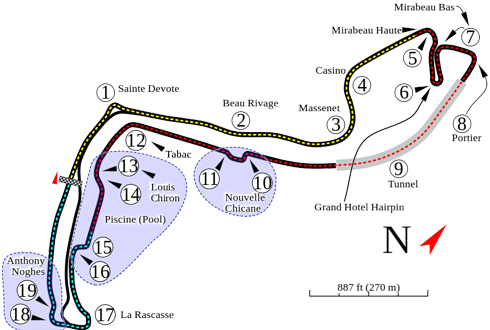 Mirabeau Bas
Mirabeau Haute
7
5
Casino
4
6
1
Sainte Devote
Beau Rivage
2
Massenet
3
8
Portier
12
Tabac
13
11
10
9
Tunnel
Louis
Chiron
14
Nouvelle
Chicane
Grand Hotel Hairpin
Piscine (Pool)
15
16
N
Anthony
Noghes
19
18
17
La Rascasse
887 ft (270 m)